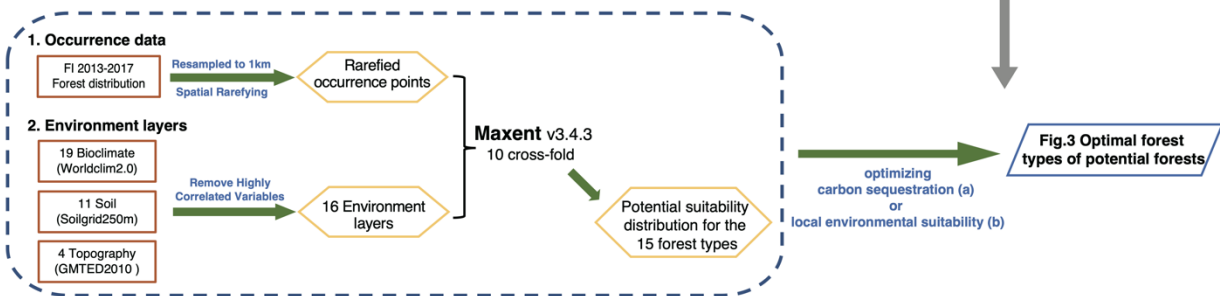 1. Occurrence data
FI 2013-2017
Forest distribution
Resampled to 1km
Spatial Rarefying
Rarefied
occurrence points
2. Environment layers
19 Bioclimate
(Worldclim2.0)
11 Soil
(Soilgrid250m)
4 Topography
(GMTED2010 )
Remove Highly
Correlated Variables
16 Environment
layers
Maxent v3.4.3
10 cross-fold
Potential suitability
distribution for the
15 forest types
optimizing
carbon sequestration (a)
or
local environmental suitability (b)
Fig.3 Optimal forest
types of potential forests